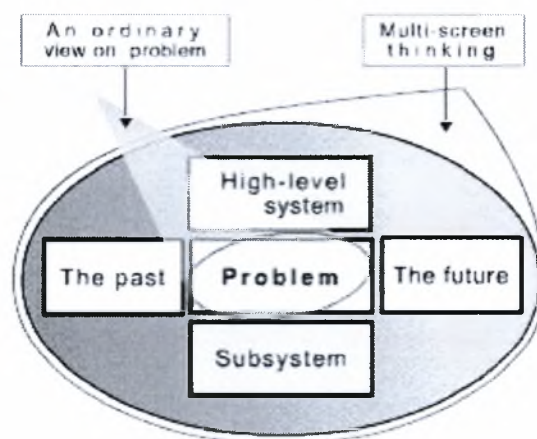 An ordinary
view on problem
Multi-screen
thinking
High-level
system
The past
Problem
The future
Subsystem